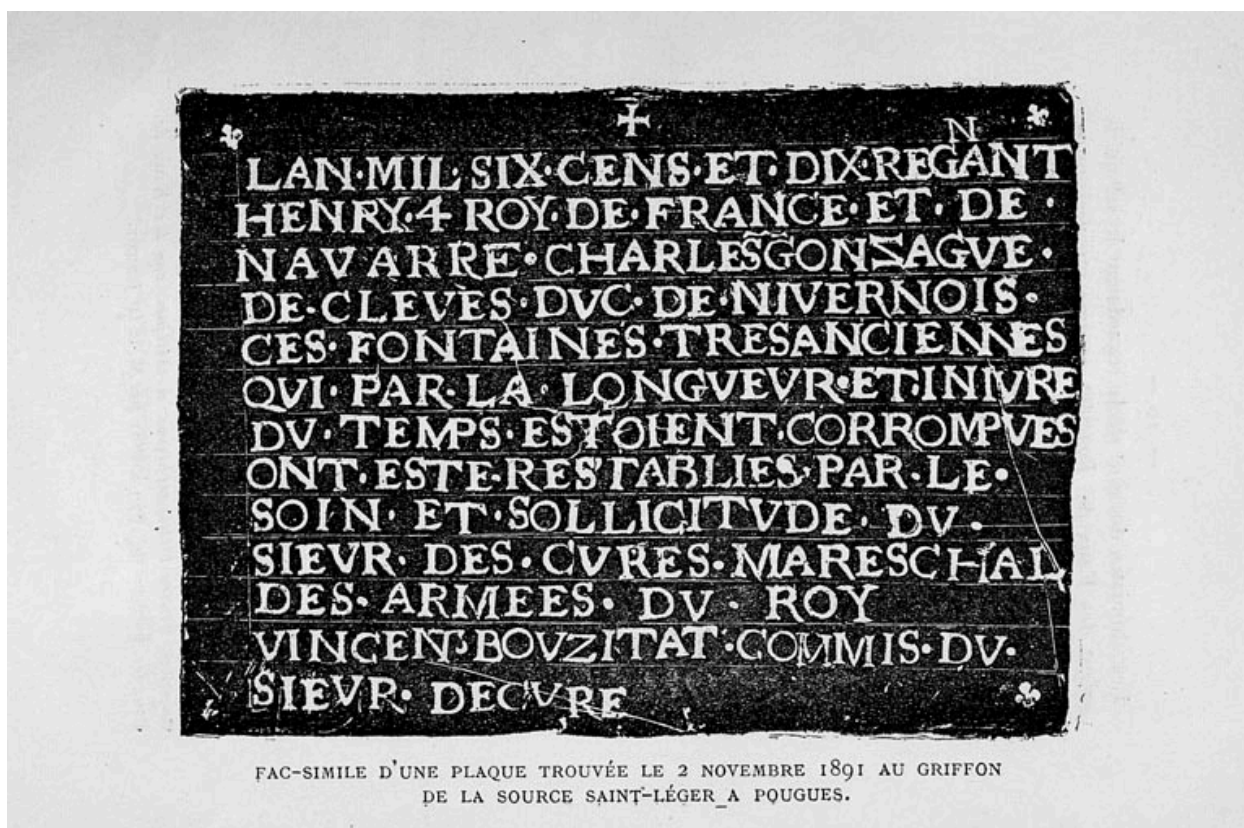 ✠
N
LAN·MIL·SIX·CENS·ET·DIX·REGANT
HENRY·4 ROY·DE·FRANCE·ET·DE·
NAVARRE·CHARLES GONSAGVE·
DE·CLEVES·DVC·DE·NIVERNOIS·
CES·FONTAINES·TRESANCIENNES
QVI·PAR·LA·LONGVEVR·ET·INIVRE
DV·TEMPS·ESTOIENT·CORROMPVES
ONT·ESTE·RESTABLIES·PAR·LE·
SOIN·ET·SOLLICITVDE·DV·
SIEVR·DES·CVRES·MARESCHAL
DES·ARMEES·DV·ROY
VINCENT·BOVZITAT·COMMIS·DV·
SIEVR·DECVRE
FAC-SIMILE D'UNE PLAQUE TROUVÉE LE 2 NOVEMBRE 1891 AU GRIFFON
DE LA SOURCE SAINT-LÉGER A POUGUES.